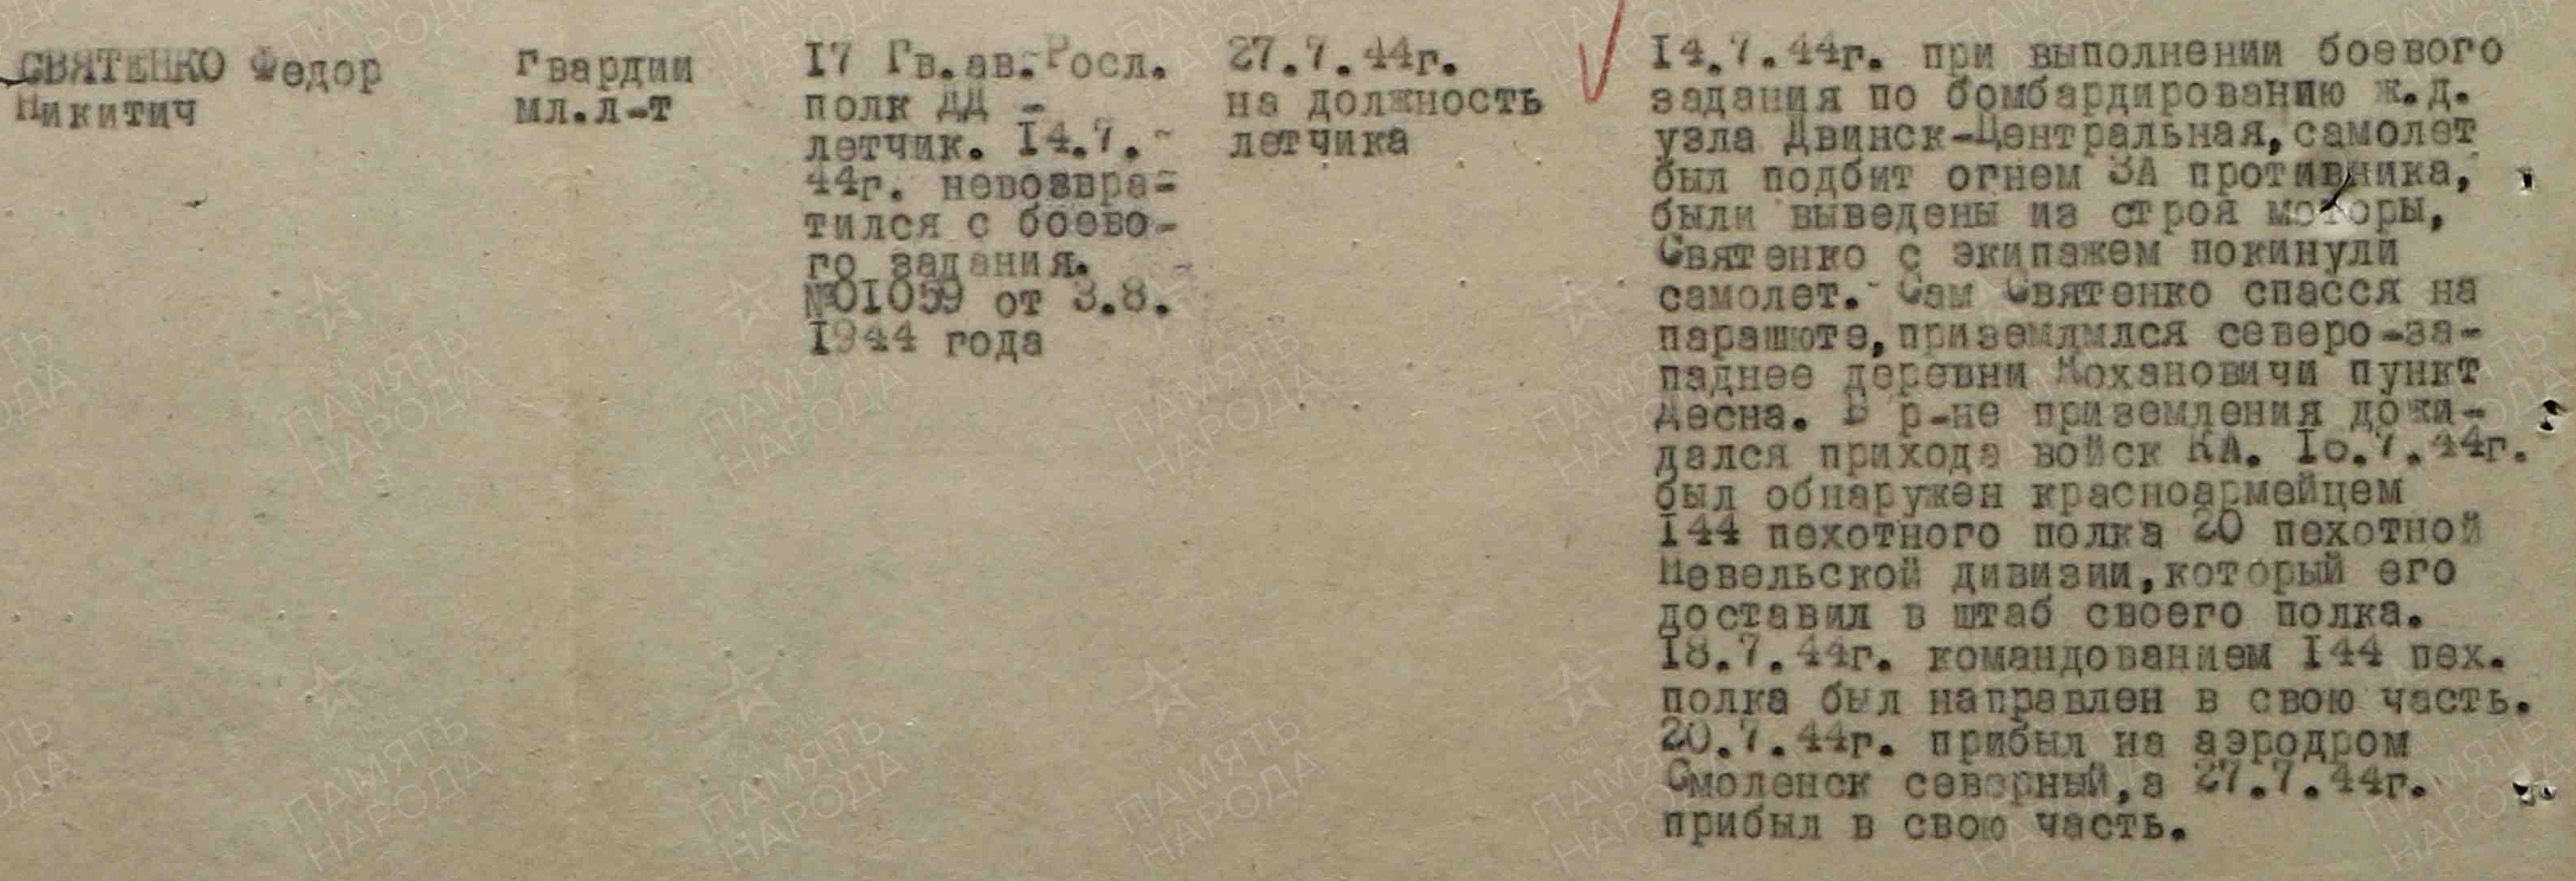 СВЯТЕНКО Федор
Никитич
Гвардии
мл.л-т
17 Гв.ав.Росл.
полк ДД -
летчик. 14.7.-
44г. невозвра-
тился с боево-
го задания.
№01059 от 3.8.
1944 года
27.7.44г.
на должность
летчика
14.7.44г. при выполнении боевого
задания по бомбардированию ж.д.
узла Двинск-Центральная,самолет
был подбит огнем ЗА противника,
были выведены из строя моторы,
Святенко с экипажем покинули
самолет. Сам Святенко спасся на
парашюте,приземлмлся северо-за-
паднее деревни Кохановичи пункт
Десна. В р-не приземления дожи-
дался прихода войск КА. 16.7.44г.
был обнаружен красноармейцем
144 пехотного полка 20 пехотной
Невельской дивизии,который его
доставил в штаб своего полка.
18.7.44г. командованием 144 пех.
полка был направлен в свою часть.
20.7.44г. прибыл на аэродром
Смоленск северный,а 27.7.44г.
прибыл в свою часть.
ПАМЯТЬ
НАРОДА